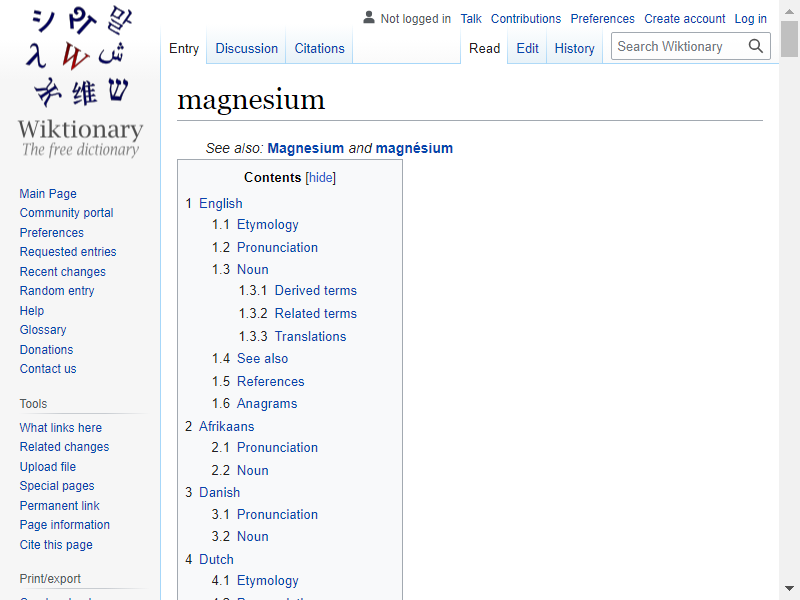 Not logged in Talk Contributions Preferences Create account Log in
Entry Discussion Citations Read Edit History Search Wiktionary
Wiktionary
The free dictionary
magnesium
See also: Magnesium and magnésium
Contents [hide]
1 English
1.1 Etymology
1.2 Pronunciation
1.3 Noun
1.3.1 Derived terms
1.3.2 Related terms
1.3.3 Translations
1.4 See also
1.5 References
1.6 Anagrams
2 Afrikaans
2.1 Pronunciation
2.2 Noun
3 Danish
3.1 Pronunciation
3.2 Noun
4 Dutch
4.1 Etymology
Main Page
Community portal
Preferences
Requested entries
Recent changes
Random entry
Help
Glossary
Donations
Contact us
Tools
What links here
Related changes
Upload file
Special pages
Permanent link
Page information
Cite this page
Print/export